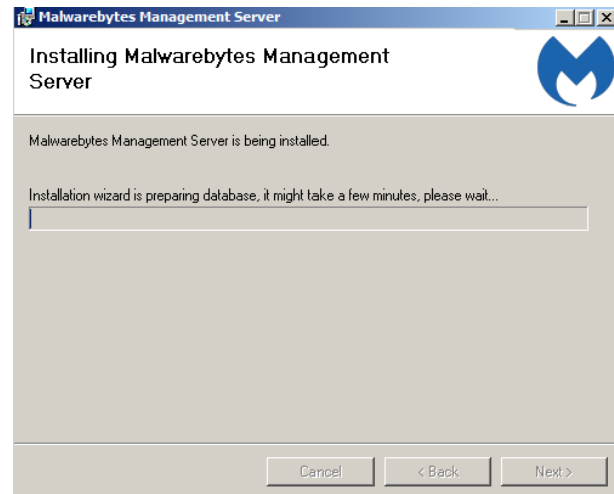 Malwarebytes Management Server
Installing Malwarebytes Management
Server
Malwarebytes Management Server is being installed.
Installation wizard is preparing database, it might take a few minutes, please wait...
Cancel < Back Next >